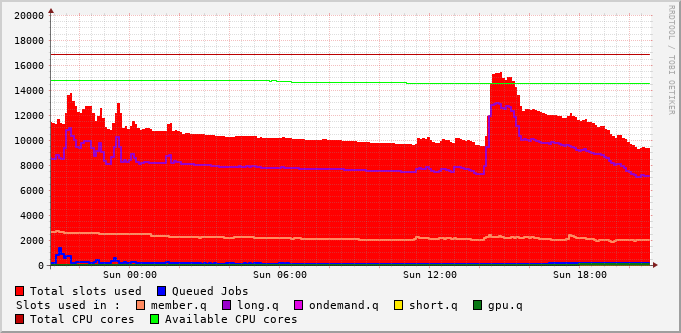 20000
18000
16000
14000
12000
10000
8000
6000
4000
2000
0
Sun 00:00 Sun 06:00 Sun 12:00 Sun 18:00
RRDTOOL / TOBI OETIKER
Total slots used Queued Jobs
Slots used in : member.q long.q ondemand.q short.q gpu.q
Total CPU cores Available CPU cores